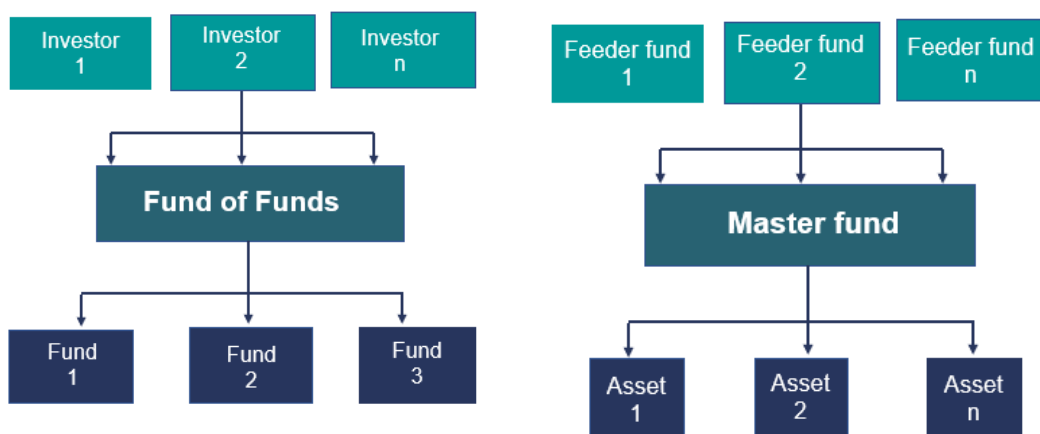 Investor
1
Investor
2
Investor
n
Fund of Funds
Fund
1
Fund
2
Fund
3
Feeder fund
1
Feeder fund
2
Feeder fund
n
Master fund
Asset
1
Asset
2
Asset
n